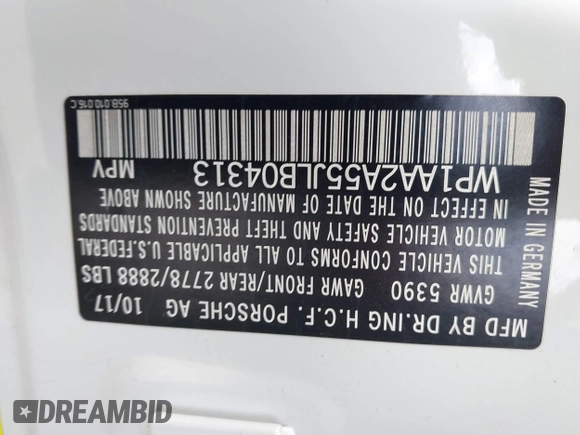 MFD BY DR.ING H.C.F. PORSCHE AG 10/17
GVWR 5390 GAWR FRONT/REAR 2778/2888 LBS
THIS VEHICLE CONFORMS TO ALL APPLICABLE U.S.FEDERAL
MOTOR VEHICLE SAFETY AND THEFT PREVENTION STANDARDS
IN EFFECT ON THE DATE OF MANUFACTURE SHOWN ABOVE
WP1AA2A55JLB04313 MPV
MADE IN GERMANY 95B.010.016.C
DREAMBID